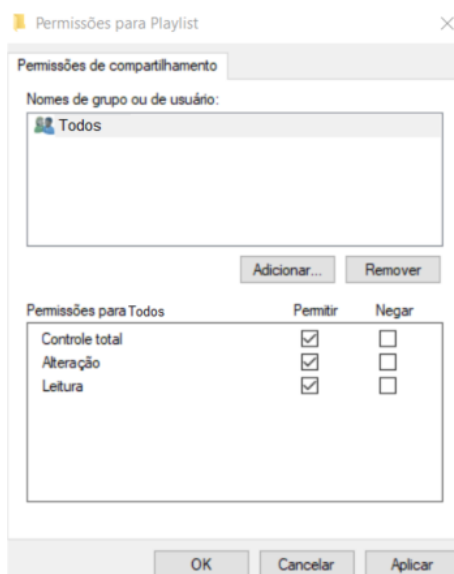 Permissões para Playlist
Permissões de compartilhamento
Nomes de grupo ou de usuário:
Todos
Adicionar... Remover
Permissões para Todos Permitir Negar
Controle total
Alteração
Leitura
OK Cancelar Aplicar